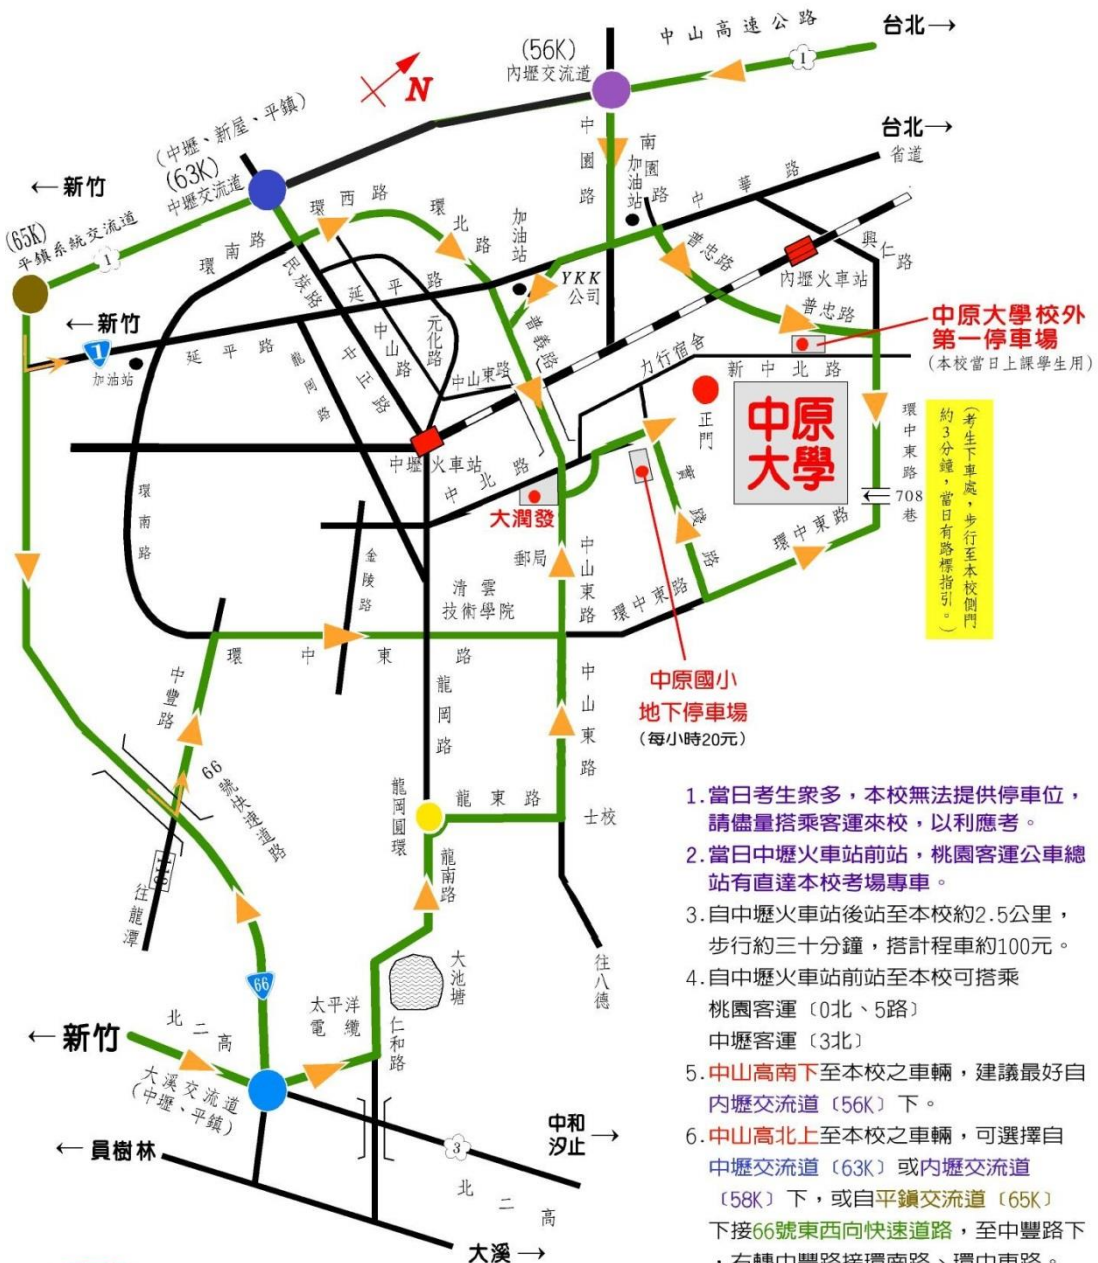 中山高速公路
台北→
1
(56K)
內壢交流道
N
(中壢、新屋、平鎮)
(63K)
中壢交流道
←新竹
(65K)
平鎮系統交流道
1
台北→
省道
中園路
南園路
加油站
中華路
環西路
環北路
加油站
環南路
民族路
延平路
YKK
公司
普義路
普忠路
興仁路
內壢火車站
普忠路
中原大學校外
第一停車場
(本校當日上課學生用)
←新竹
1
加油站
延平路
龍岡路
中正路
中山路
元化路
中山東路
力行宿舍
新中北路
正門
中原
大學
環中東路
708
巷
(考生下車處，步行至本校側門
約3分鐘，當日有路標指引。)
中壢火車站
中北路
大潤發
環南路
金陵路
郵局
清雲
技術學院
中山東路
環中東路
環中東路
中原國小
地下停車場
(每小時20元)
環中東路
中豐路
龍岡路
中山東路
66號快速道路
龍岡圓環
龍東路
士校
往龍潭
龍南路
大池塘
往八德
66
太平洋
電纜
仁和路
←新竹
北二高
大溪交流道
(中壢、平鎮)
←員樹林
中和
汐止→
3
北二高
大溪→
1.當日考生眾多，本校無法提供停車位，
請儘量搭乘客運來校，以利應考。
2.當日中壢火車站前站，桃園客運公車總
站有直達本校考場專車。
3.自中壢火車站後站至本校約2.5公里，
步行約三十分鐘，搭計程車約100元。
4.自中壢火車站前站至本校可搭乘
桃園客運〔0北、5路〕
中壢客運〔3北〕
5.中山高南下至本校之車輛，建議最好自
內壢交流道〔56K〕下。
6.中山高北上至本校之車輛，可選擇自
中壢交流道〔63K〕或內壢交流道
〔58K〕下，或自平鎮交流道〔65K〕
下接66號東西向快速道路，至中豐路下
，右轉中豐路接環南路、環中東路。